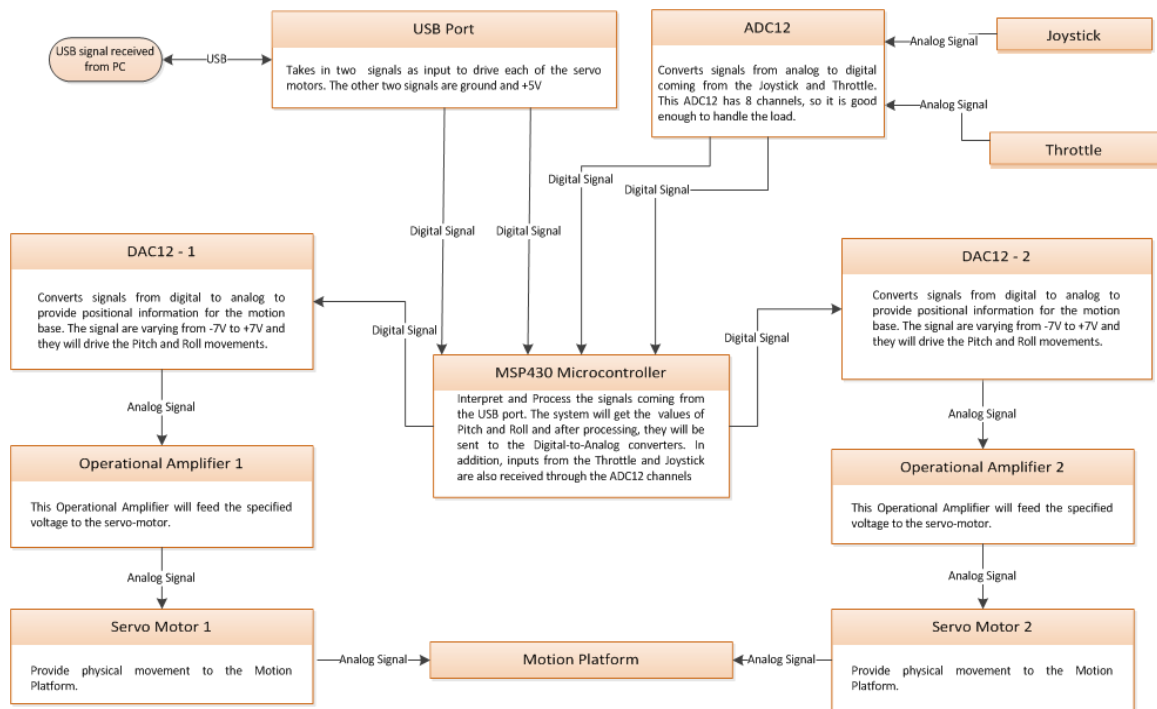 USB Port
USB signal received
from PC
USB
Takes in two signals as input to drive each of the servo
motors. The other two signals are ground and +5V
ADC12
Converts signals from analog to digital
coming from the Joystick and Throttle.
This ADC12 has 8 channels, so it is good
enough to handle the load.
Analog Signal
Joystick
Analog Signal
Throttle
Digital Signal
Digital Signal
Digital Signal
Digital Signal
DAC12 - 1
Converts signals from digital to analog to
provide positional information for the motion
base. The signal are varying from -7V to +7V and
they will drive the Pitch and Roll movements.
Digital Signal
DAC12 - 2
Converts signals from digital to analog to
provide positional information for the motion
base. The signal are varying from -7V to +7V and
they will drive the Pitch and Roll movements.
Digital Signal
MSP430 Microcontroller
Interpret and Process the signals coming from
the USB port. The system will get the values of
Pitch and Roll and after processing, they will be
sent to the Digital-to-Analog converters. In
addition, inputs from the Throttle and Joystick
are also received through the ADC12 channels
Analog Signal
Analog Signal
Operational Amplifier 1
This Operational Amplifier will feed the specified
voltage to the servo-motor.
Operational Amplifier 2
This Operational Amplifier will feed the specified
voltage to the servo-motor.
Analog Signal
Analog Signal
Servo Motor 1
Provide physical movement to the Motion
Platform.
Analog Signal
Motion Platform
Analog Signal
Servo Motor 2
Provide physical movement to the Motion
Platform.